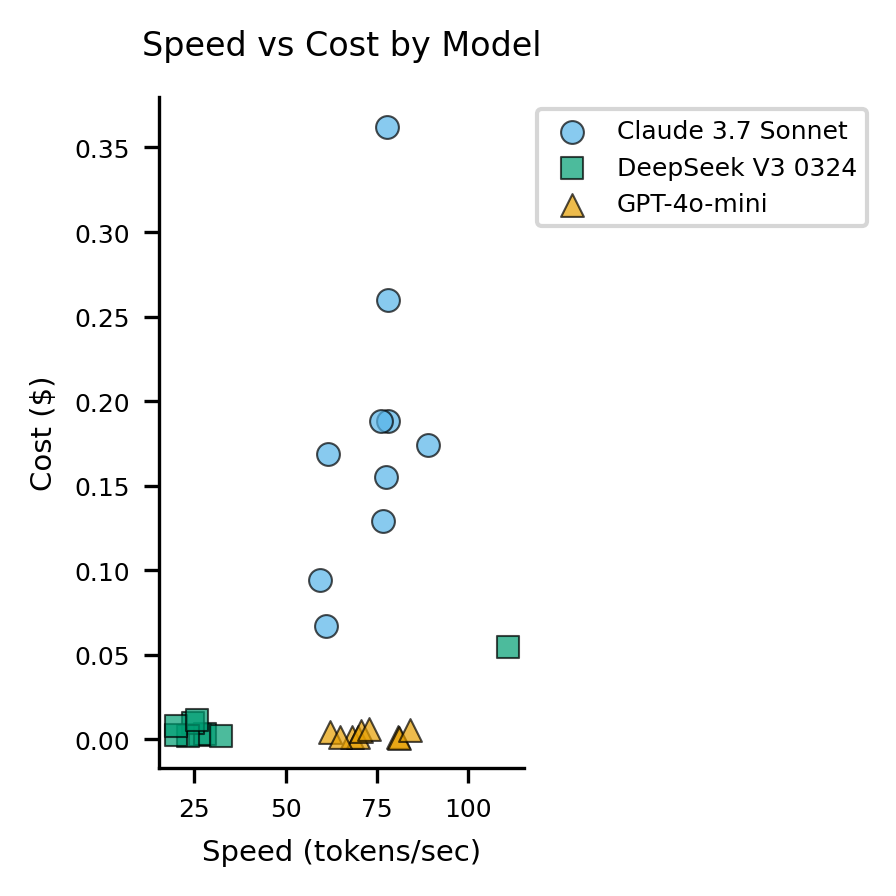 Speed vs Cost by Model
Claude 3.7 Sonnet
DeepSeek V3 0324
GPT-4o-mini
Cost ($)
0.35
0.30
0.25
0.20
0.15
0.10
0.05
0.00
25 50 75 100
Speed (tokens/sec)